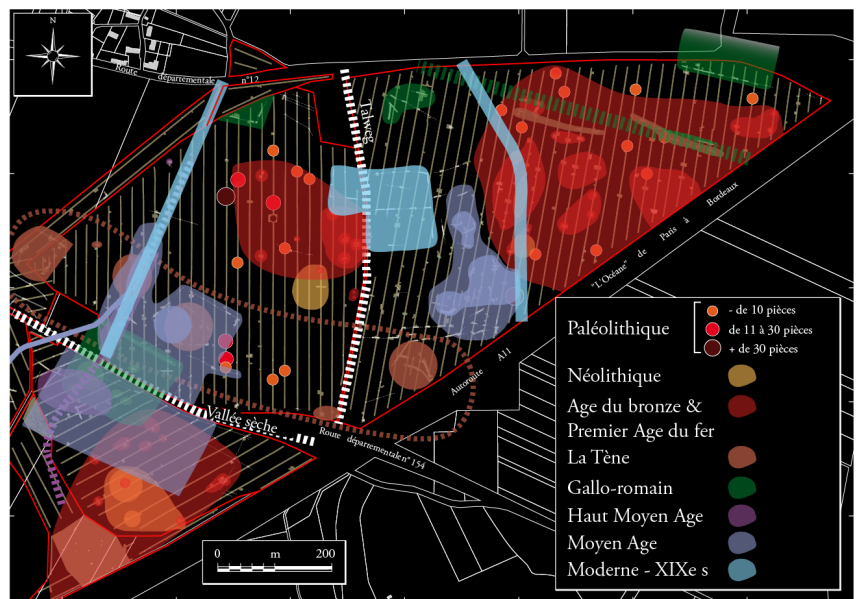 N
Route départementale n°12
Talweg
"L'Océane" de Paris à Bordeaux
Autoroute A11
Vallée sèche
Route départementale n° 154
0 m 200
Paléolithique
- de 10 pièces
de 11 à 30 pièces
+ de 30 pièces
Néolithique
Age du bronze &
Premier Age du fer
La Tène
Gallo-romain
Haut Moyen Age
Moyen Age
Moderne - XIXe s